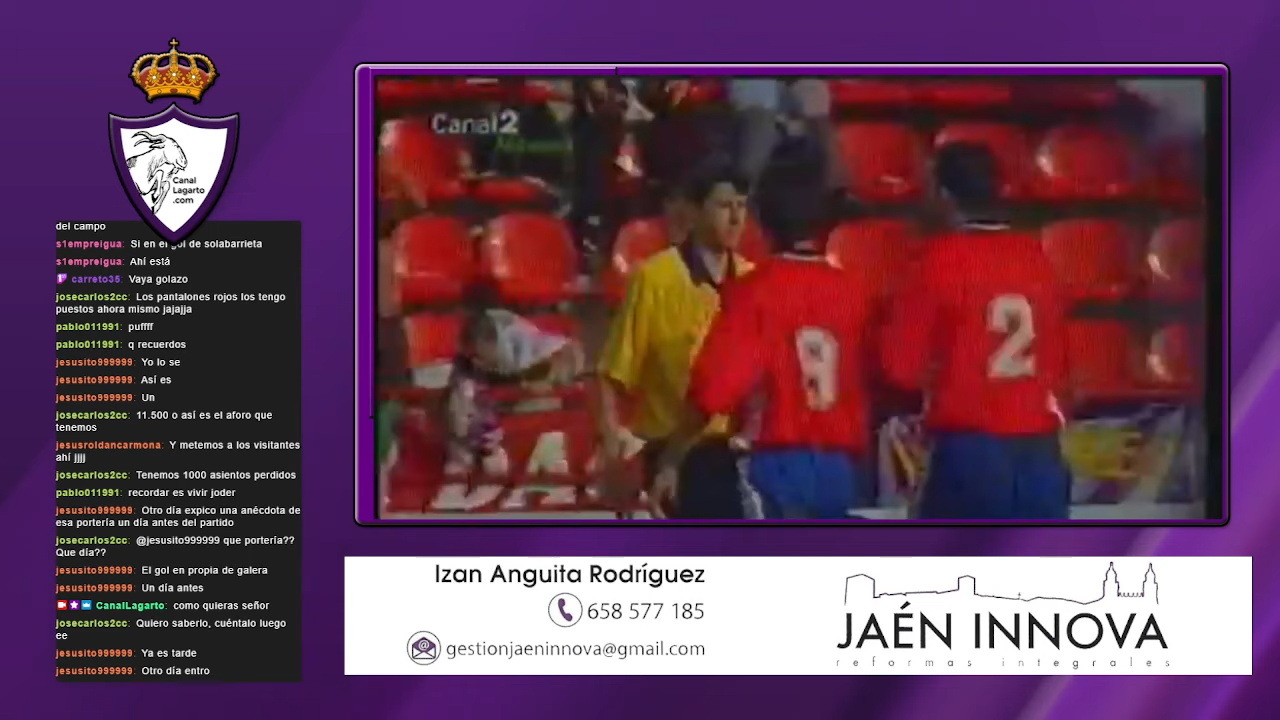 Canal
Lagarto
.com
del campo
s1empreigua: Si en el gol de solabarrieta
s1empreigua: Ahí está
carreto35: Vaya golazo
josecarlos2cc: Los pantalones rojos los tengo
puestos ahora mismo jajajja
pablo011991: puffff
pablo011991: q recuerdos
jesusito999999: Yo lo se
jesusito999999: Así es
jesusito999999: Un
josecarlos2cc: 11.500 o así es el aforo que
tenemos
jesusroldancarmona: Y metemos a los visitantes
ahí jjjj
josecarlos2cc: Tenemos 1000 asientos perdidos
pablo011991: recordar es vivir joder
jesusito999999: Otro día expico una anécdota de
esa portería un día antes del partido
josecarlos2cc: @jesusito999999 que portería??
Que día??
jesusito999999: El gol en propia de galera
jesusito999999: Un día antes
CanalLagarto: como quieras señor
josecarlos2cc: Quiero saberlo, cuéntalo luego
ee
jesusito999999: Ya es tarde
jesusito999999: Otro día entro
Canal2
2
Izan Anguita Rodríguez
658 577 185
gestionjaeninnova@gmail.com
JAÉN INNOVA
reformas integrales